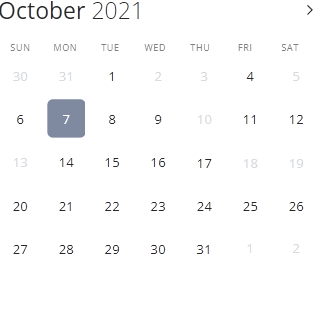 October 2021
SUN MON TUE WED THU FRI SAT
30 31 1 2 3 4 5
6 7 8 9 10 11 12
13 14 15 16 17 18 19
20 21 22 23 24 25 26
27 28 29 30 31 1 2